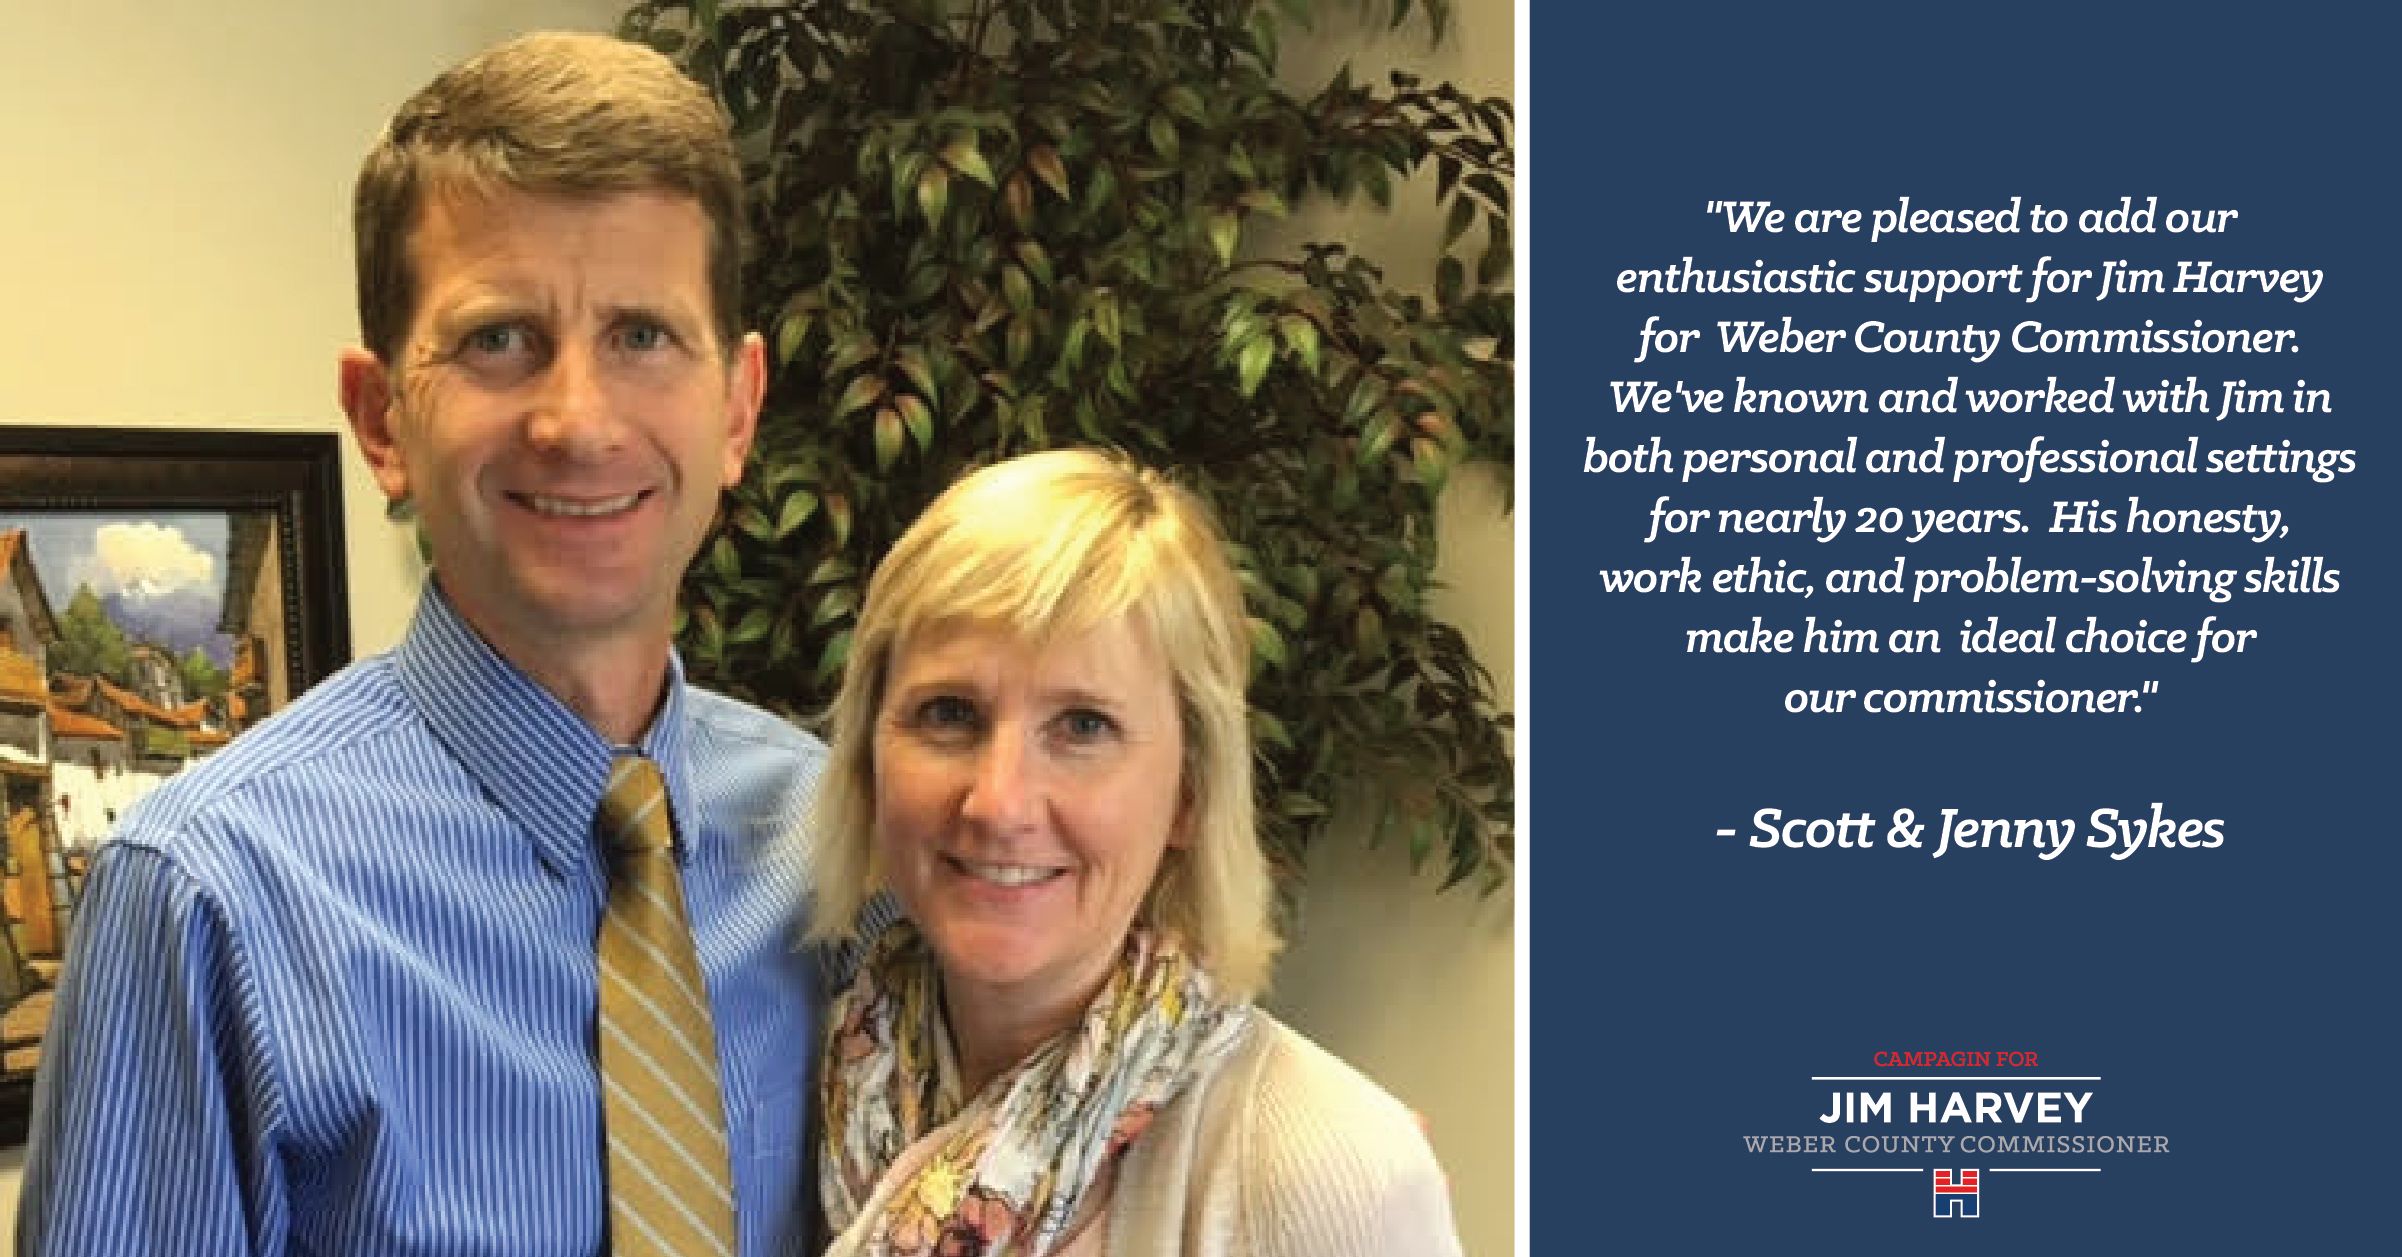 "We are pleased to add our
enthusiastic support for Jim Harvey
for Weber County Commissioner.
We've known and worked with Jim in
both personal and professional settings
for nearly 20 years. His honesty,
work ethic, and problem-solving skills
make him an ideal choice for
our commissioner."
- Scott & Jenny Sykes
CAMPAGIN FOR
JIM HARVEY
WEBER COUNTY COMMISSIONER
H